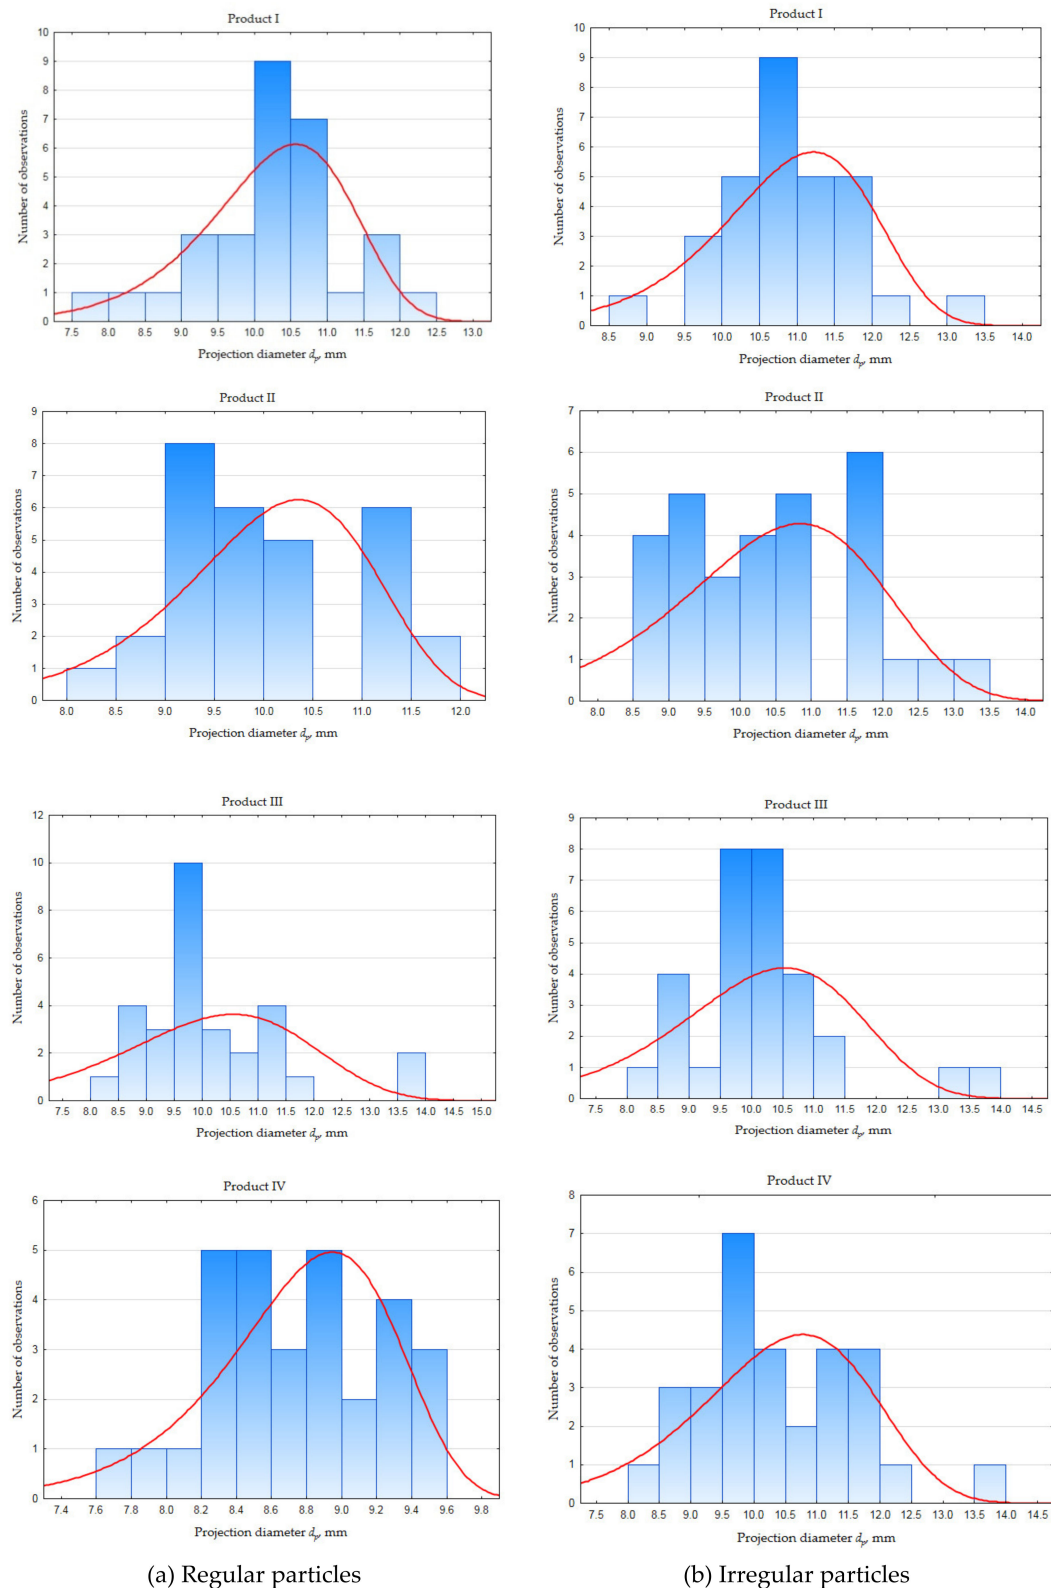 Product I
10
9
8
7
6
5
4
3
2
1
0
Number of observations
7.5 8.0 8.5 9.0 9.5 10.0 10.5 11.0 11.5 12.0 12.5 13.0
Projection diameter dp, mm
Product I
10
9
8
7
6
5
4
3
2
1
0
Number of observations
8.5 9.0 9.5 10.0 10.5 11.0 11.5 12.0 12.5 13.0 13.5 14.0
Projection diameter dp, mm
Product II
9
8
7
6
5
4
3
2
1
0
Number of observations
8.0 8.5 9.0 9.5 10.0 10.5 11.0 11.5 12.0
Projection diameter dp, mm
Product II
7
6
5
4
3
2
1
0
Number of observations
8.0 8.5 9.0 9.5 10.0 10.5 11.0 11.5 12.0 12.5 13.0 13.5 14.0
Projection diameter dp, mm
Product III
12
10
8
6
4
2
0
Number of observations
7.5 8.0 8.5 9.0 9.5 10.0 10.5 11.0 11.5 12.0 12.5 13.0 13.5 14.0 14.5 15.0
Projection diameter dp, mm
Product III
9
8
7
6
5
4
3
2
1
0
Number of observations
7.5 8.0 8.5 9.0 9.5 10.0 10.5 11.0 11.5 12.0 12.5 13.0 13.5 14.0 14.5
Projection diameter dp, mm
Product IV
6
5
4
3
2
1
0
Number of observations
7.4 7.6 7.8 8.0 8.2 8.4 8.6 8.8 9.0 9.2 9.4 9.6 9.8
Projection diameter dp, mm
Product IV
8
7
6
5
4
3
2
1
0
Number of observations
7.5 8.0 8.5 9.0 9.5 10.0 10.5 11.0 11.5 12.0 12.5 13.0 13.5 14.0 14.5
Projection diameter dp, mm
(a) Regular particles
(b) Irregular particles